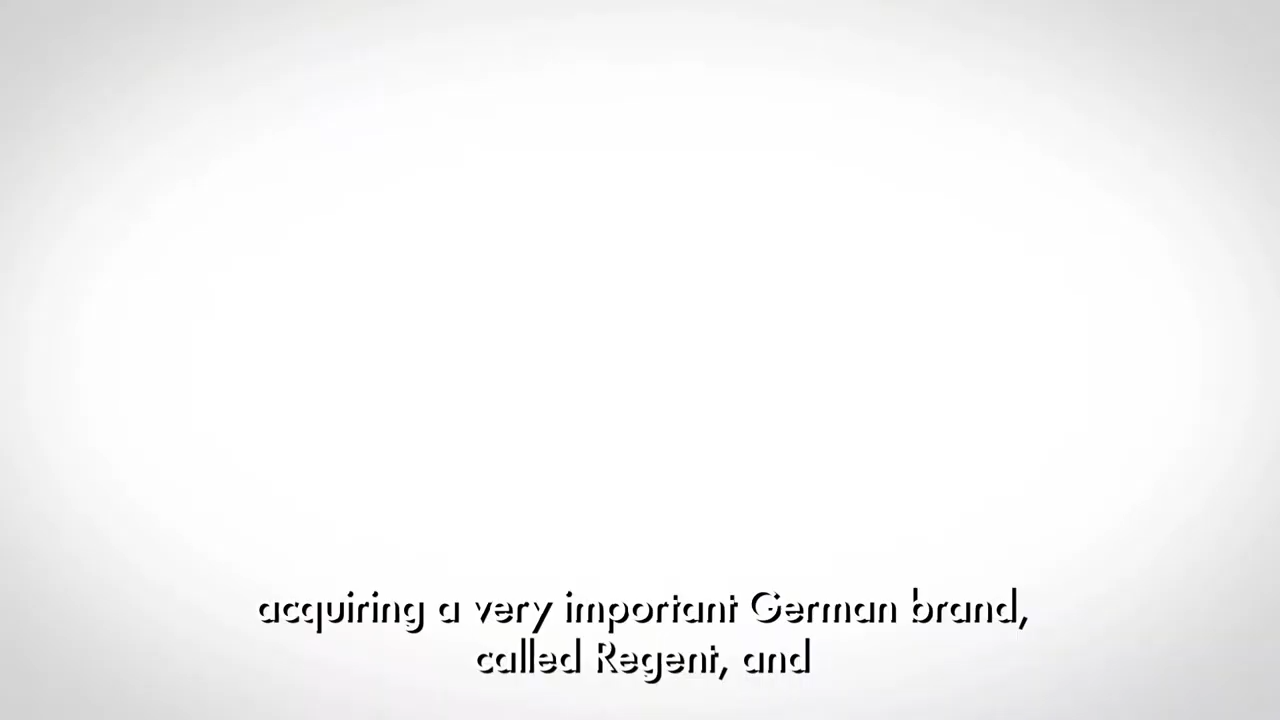 acquiring a very important German brand,
called Regent, and